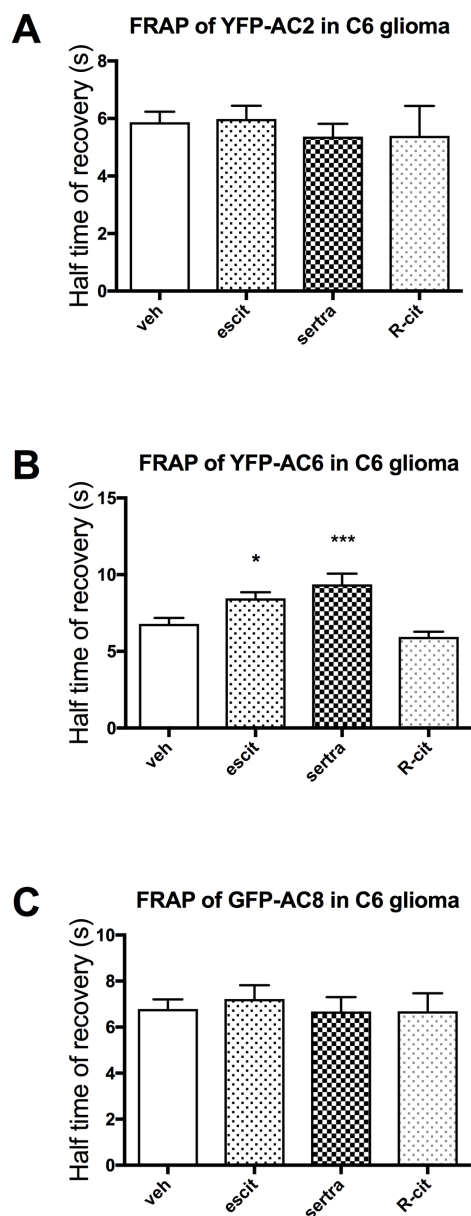 A
FRAP of YFP-AC2 in C6 glioma
Half time of recovery (s)
8
6
4
2
0
veh
escit
sertra
R-cit
B
FRAP of YFP-AC6 in C6 glioma
Half time of recovery (s)
15
10
5
0
*
***
veh
escit
sertra
R-cit
C
FRAP of GFP-AC8 in C6 glioma
Half time of recovery (s)
10
8
6
4
2
0
veh
escit
sertra
R-cit